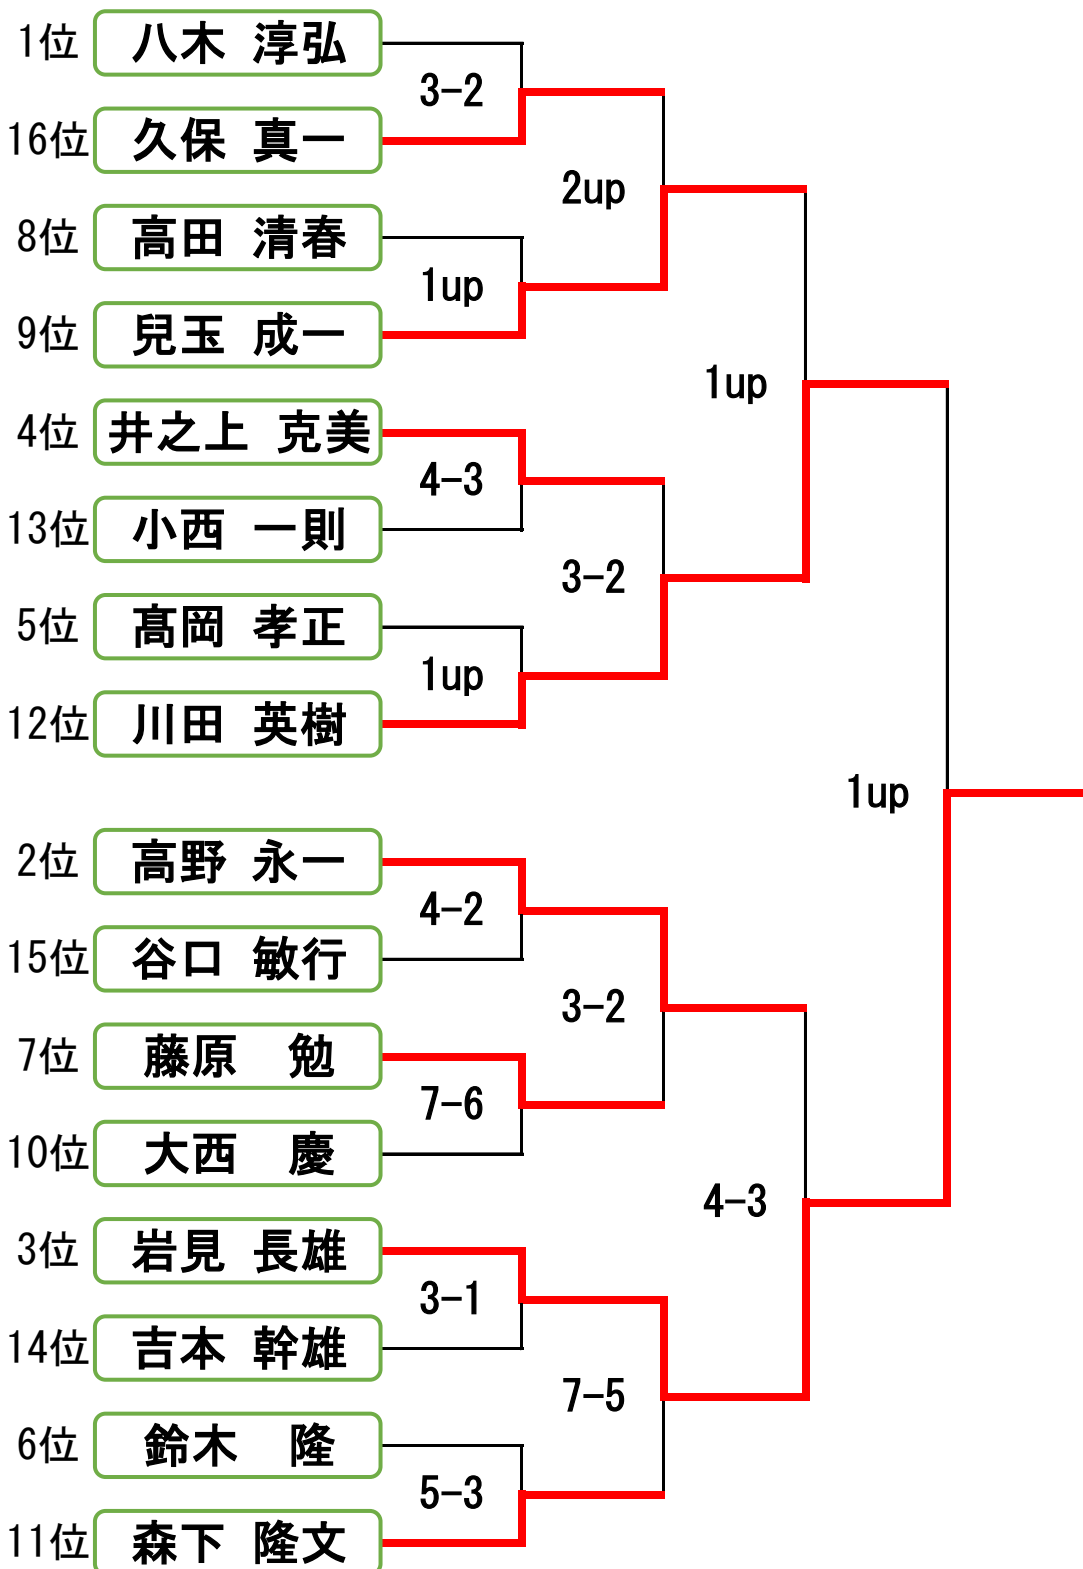 1位 八木 淳弘
3-2
16位 久保 真一
2up
8位 高田 清春
1up
9位 兒玉 成一
1up
4位 井之上 克美
4-3
13位 小西 一則
3-2
5位 髙岡 孝正
1up
12位 川田 英樹
1up
2位 高野 永一
4-2
15位 谷口 敏行
3-2
7位 藤原 勉
7-6
10位 大西 慶
4-3
3位 岩見 長雄
3-1
14位 吉本 幹雄
7-5
6位 鈴木 隆
5-3
11位 森下 隆文